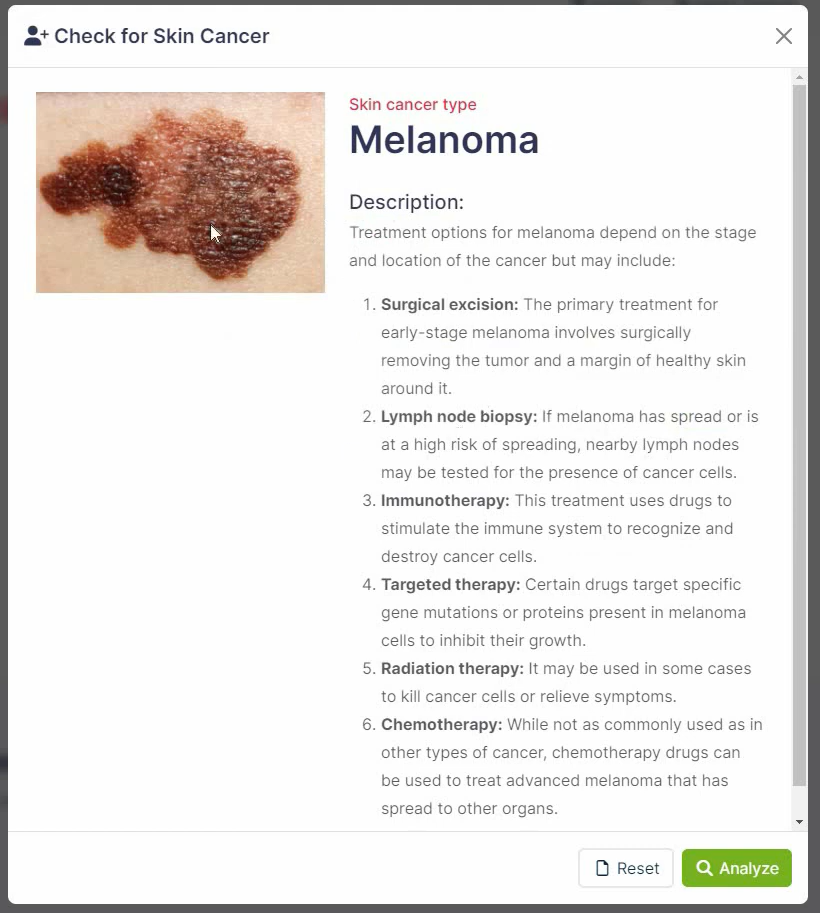 Check for Skin Cancer
Skin cancer type
Melanoma
Description:
Treatment options for melanoma depend on the stage
and location of the cancer but may include:
1. Surgical excision: The primary treatment for
early-stage melanoma involves surgically
removing the tumor and a margin of healthy skin
around it.
2. Lymph node biopsy: If melanoma has spread or is
at a high risk of spreading, nearby lymph nodes
may be tested for the presence of cancer cells.
3. Immunotherapy: This treatment uses drugs to
stimulate the immune system to recognize and
destroy cancer cells.
4. Targeted therapy: Certain drugs target specific
gene mutations or proteins present in melanoma
cells to inhibit their growth.
5. Radiation therapy: It may be used in some cases
to kill cancer cells or relieve symptoms.
6. Chemotherapy: While not as commonly used as in
other types of cancer, chemotherapy drugs can
be used to treat advanced melanoma that has
spread to other organs.
Reset
Analyze